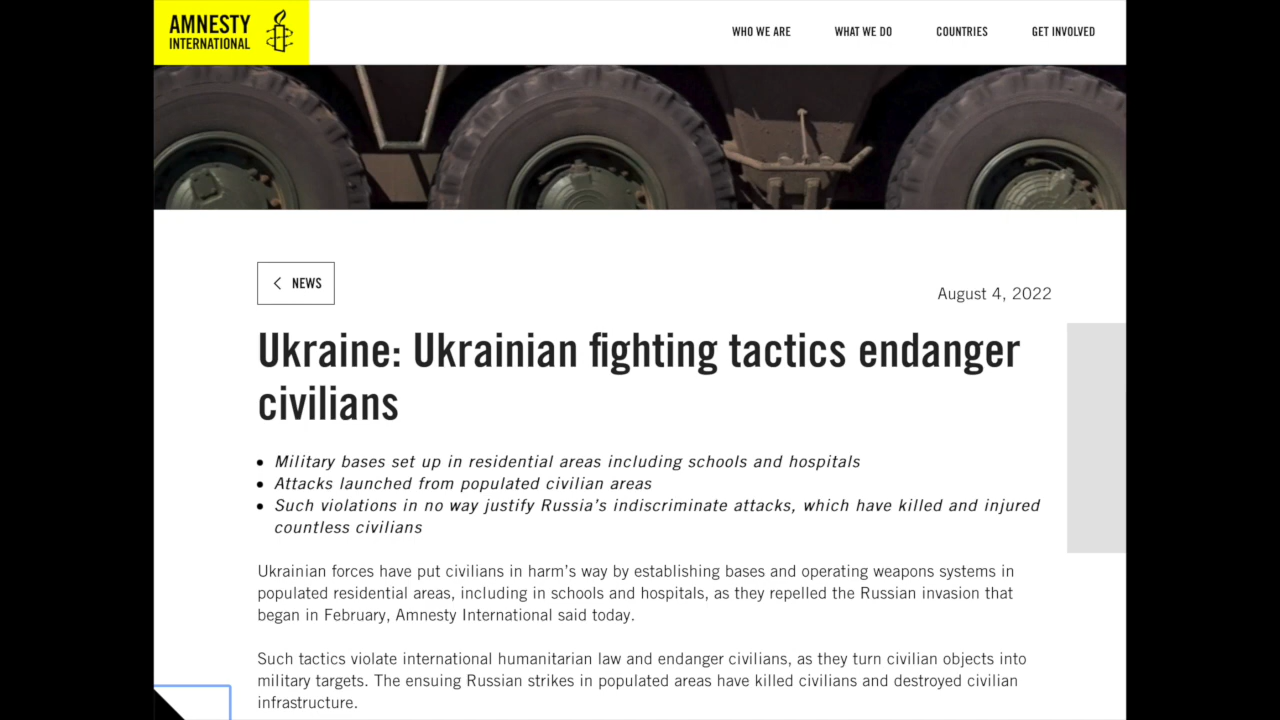 AMNESTY
INTERNATIONAL
WHO WE ARE
WHAT WE DO
COUNTRIES
GET INVOLVED
NEWS
August 4, 2022
Ukraine: Ukrainian fighting tactics endanger
civilians
Military bases set up in residential areas including schools and hospitals
Attacks launched from populated civilian areas
Such violations in no way justify Russia’s indiscriminate attacks, which have killed and injured
countless civilians
Ukrainian forces have put civilians in harm’s way by establishing bases and operating weapons systems in
populated residential areas, including in schools and hospitals, as they repelled the Russian invasion that
began in February, Amnesty International said today.
Such tactics violate international humanitarian law and endanger civilians, as they turn civilian objects into
military targets. The ensuing Russian strikes in populated areas have killed civilians and destroyed civilian
infrastructure.